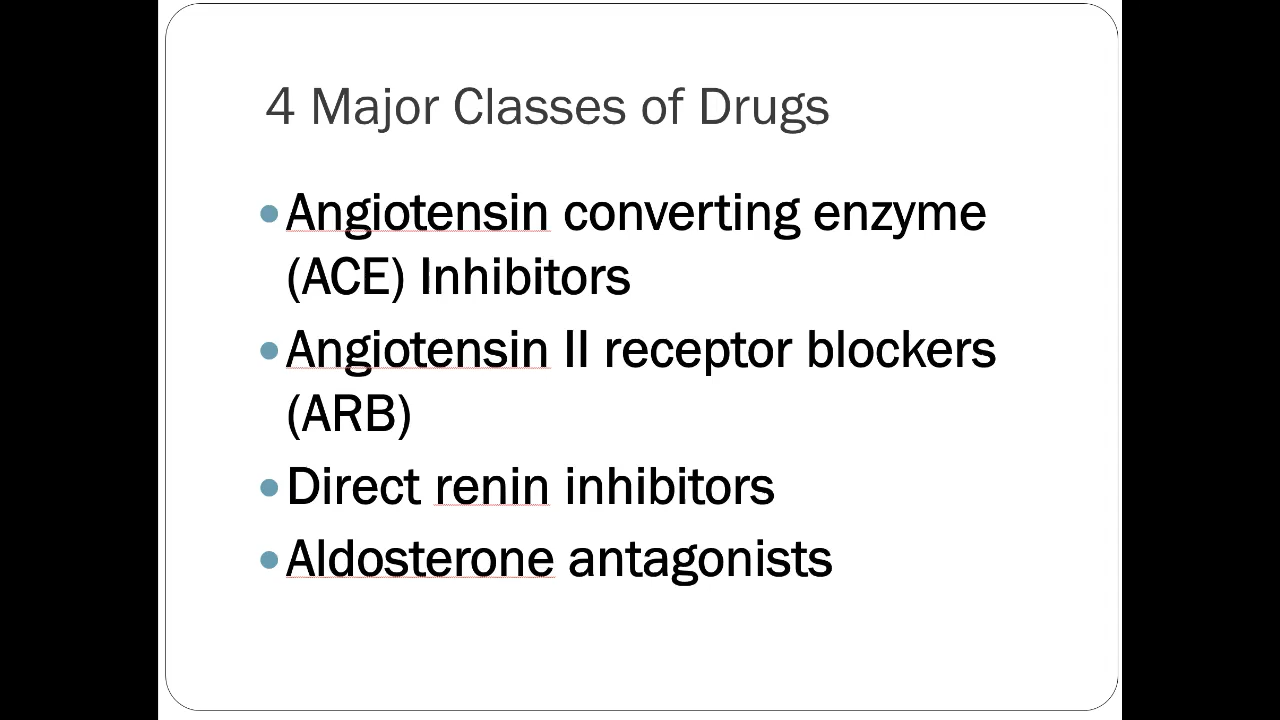 4 Major Classes of Drugs
•Angiotensin converting enzyme
(ACE) Inhibitors
•Angiotensin II receptor blockers
(ARB)
•Direct renin inhibitors
•Aldosterone antagonists